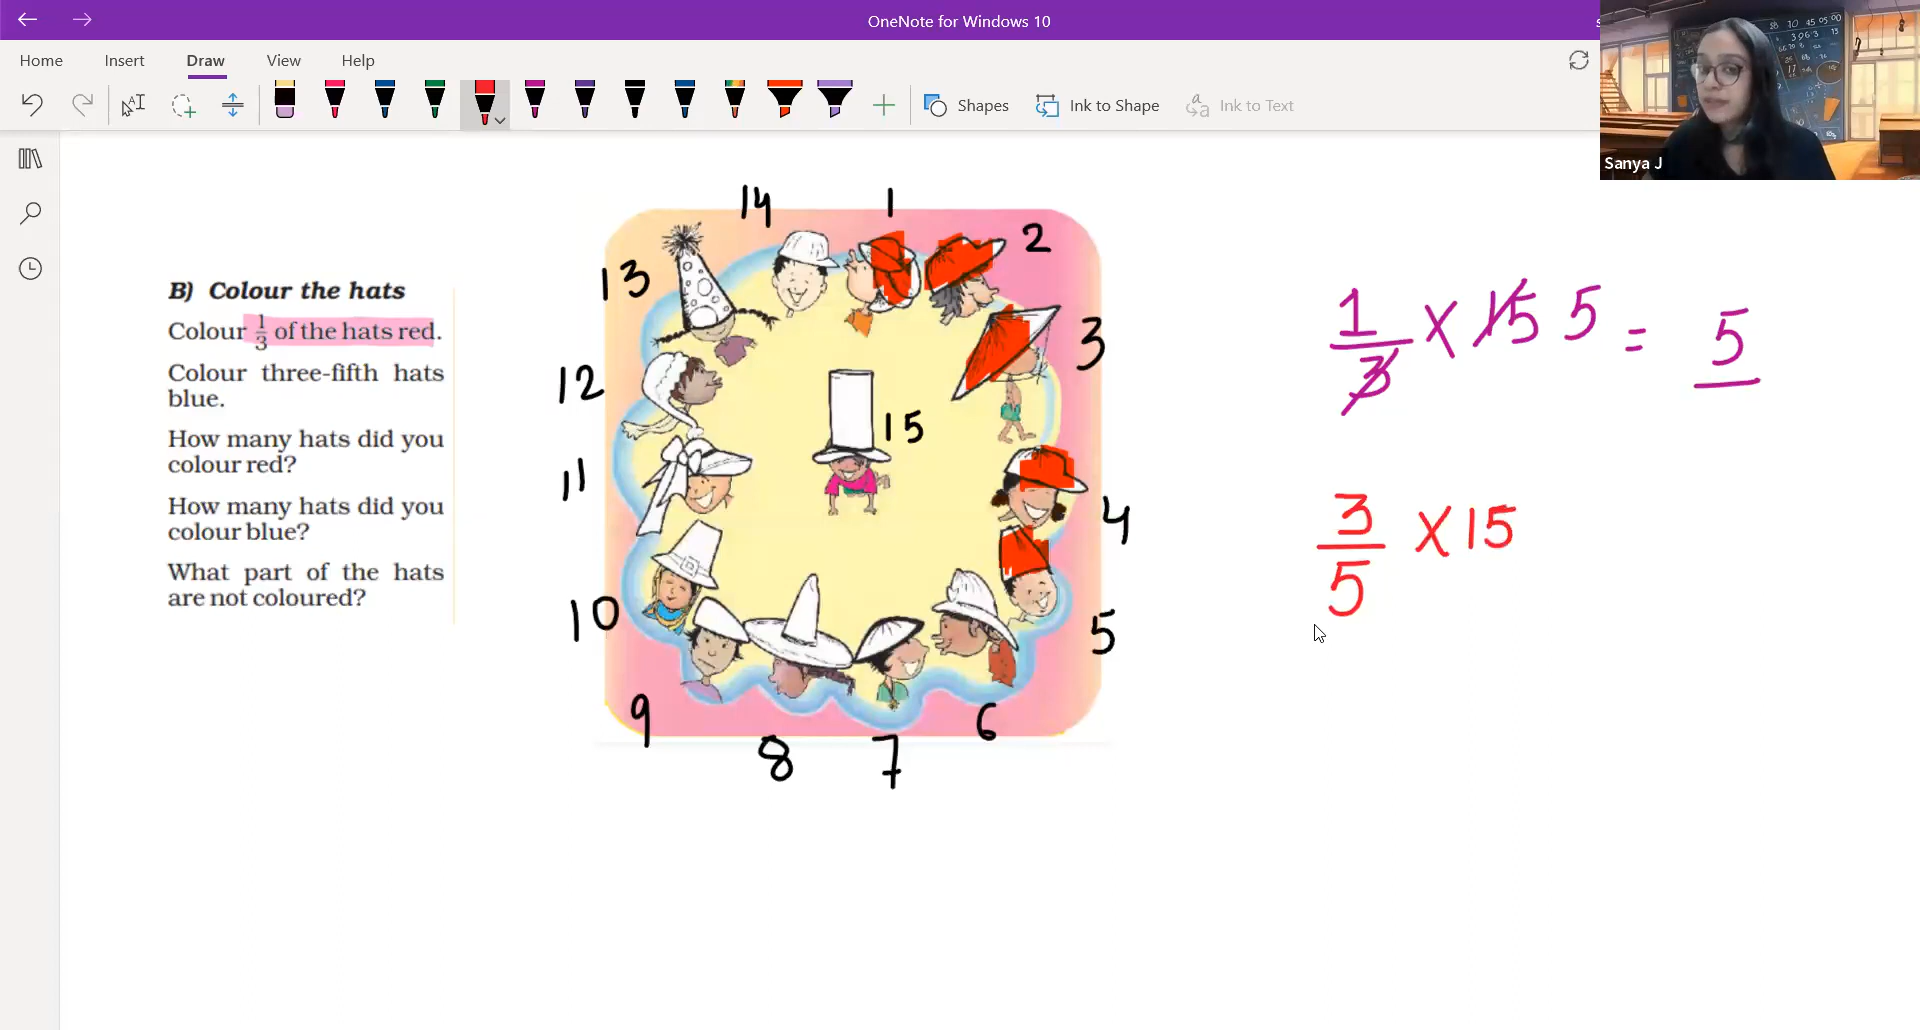 OneNote for Windows 10
Home Insert Draw View Help
Shapes Ink to Shape Ink to Text
Sanya J
B) Colour the hats
Colour 1/3 of the hats red.
Colour three-fifth hats
blue.
How many hats did you
colour red?
How many hats did you
colour blue?
What part of the hats
are not coloured?
14 1 2
13
3
12
15
11
4
10
5
9
6
8 7
1/3 × 15 5 = 5
3/5 × 15